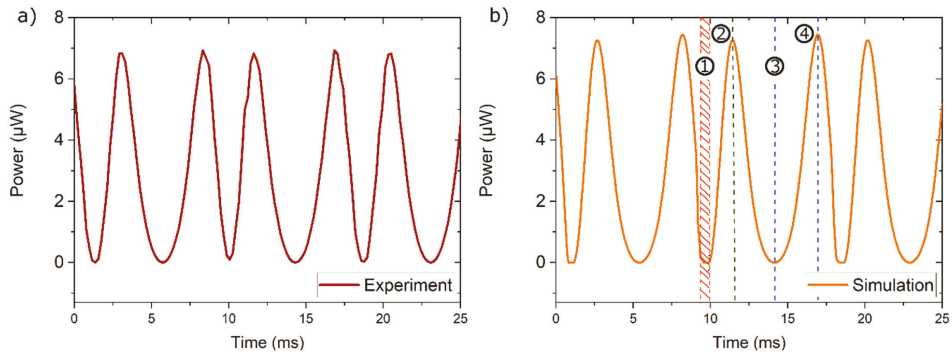 a)
8
6
4
2
0
Power (µW)
0 5 10 15 20 25
Time (ms)
Experiment
b)
8
6
4
2
0
Power (µW)
0 5 10 15 20 25
Time (ms)
Simulation
① ② ③ ④